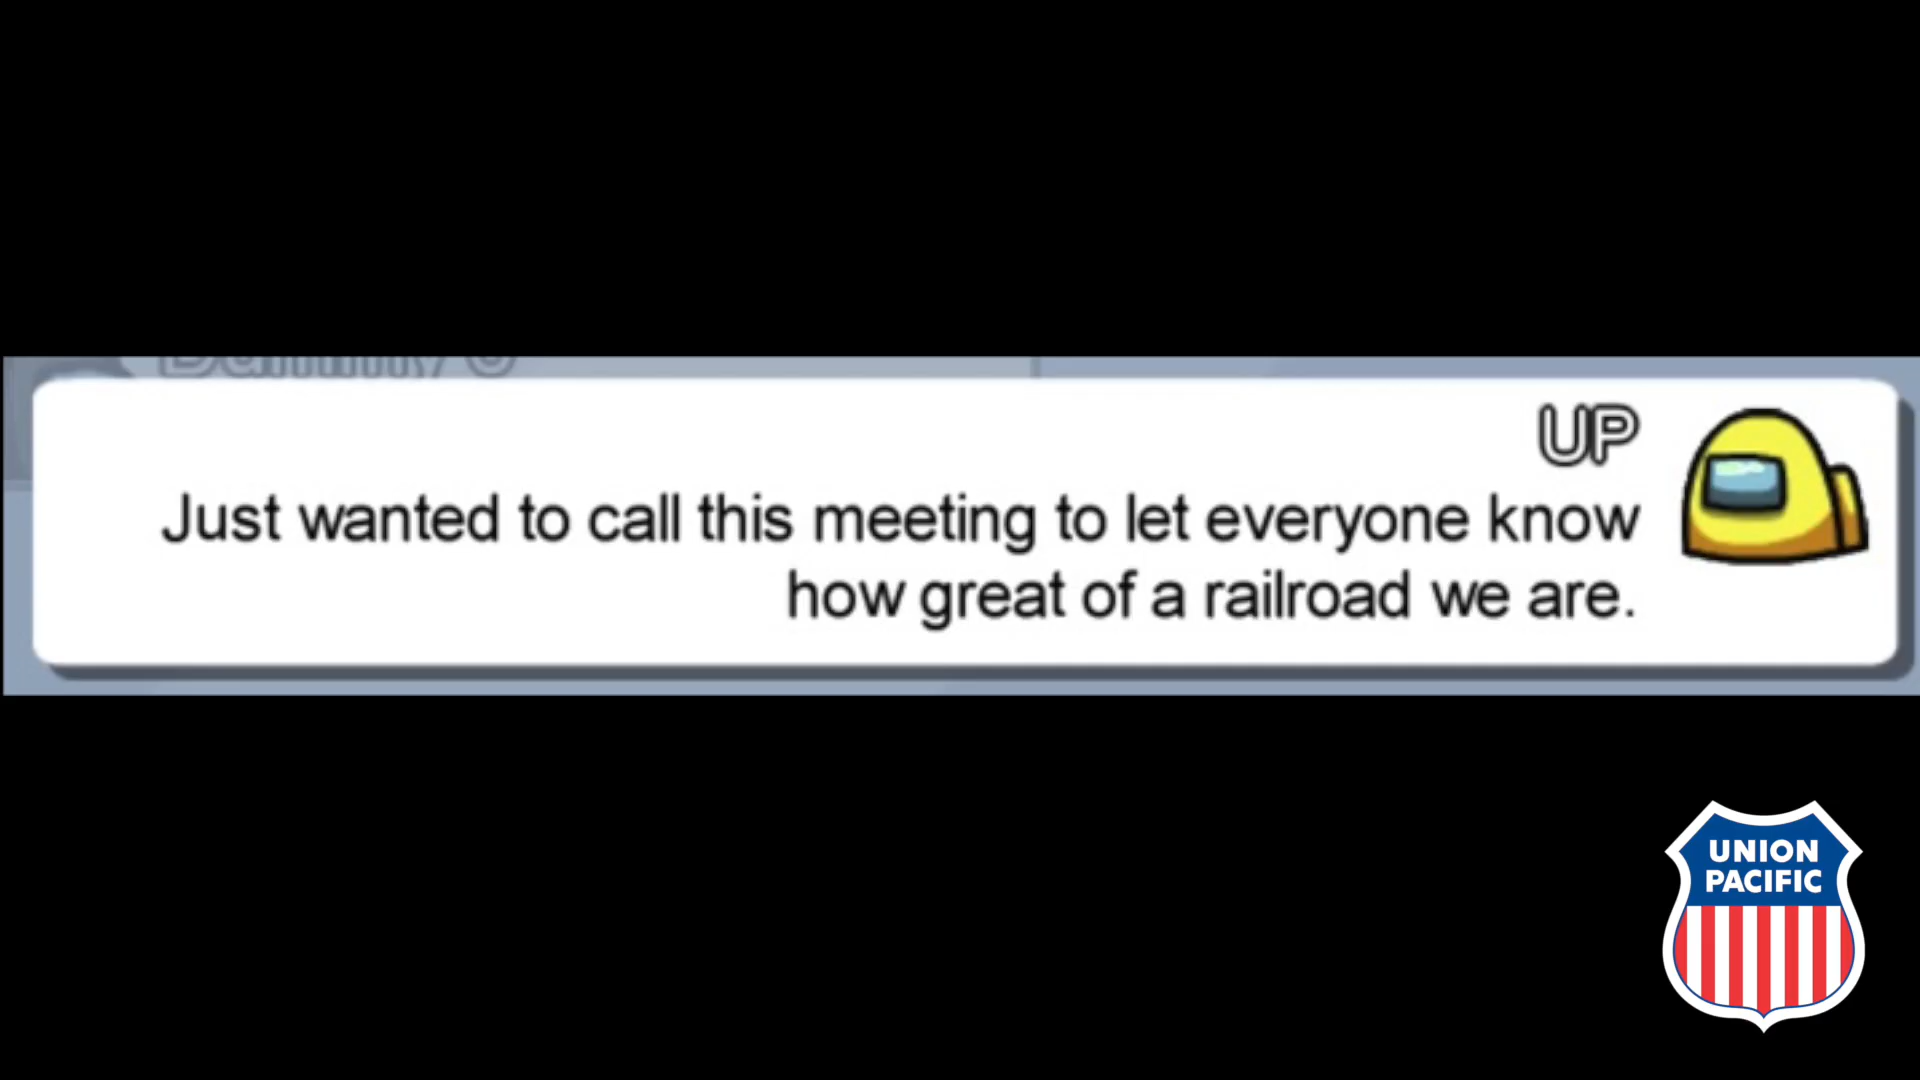 UP
Just wanted to call this meeting to let everyone know
how great of a railroad we are.
UNION
PACIFIC